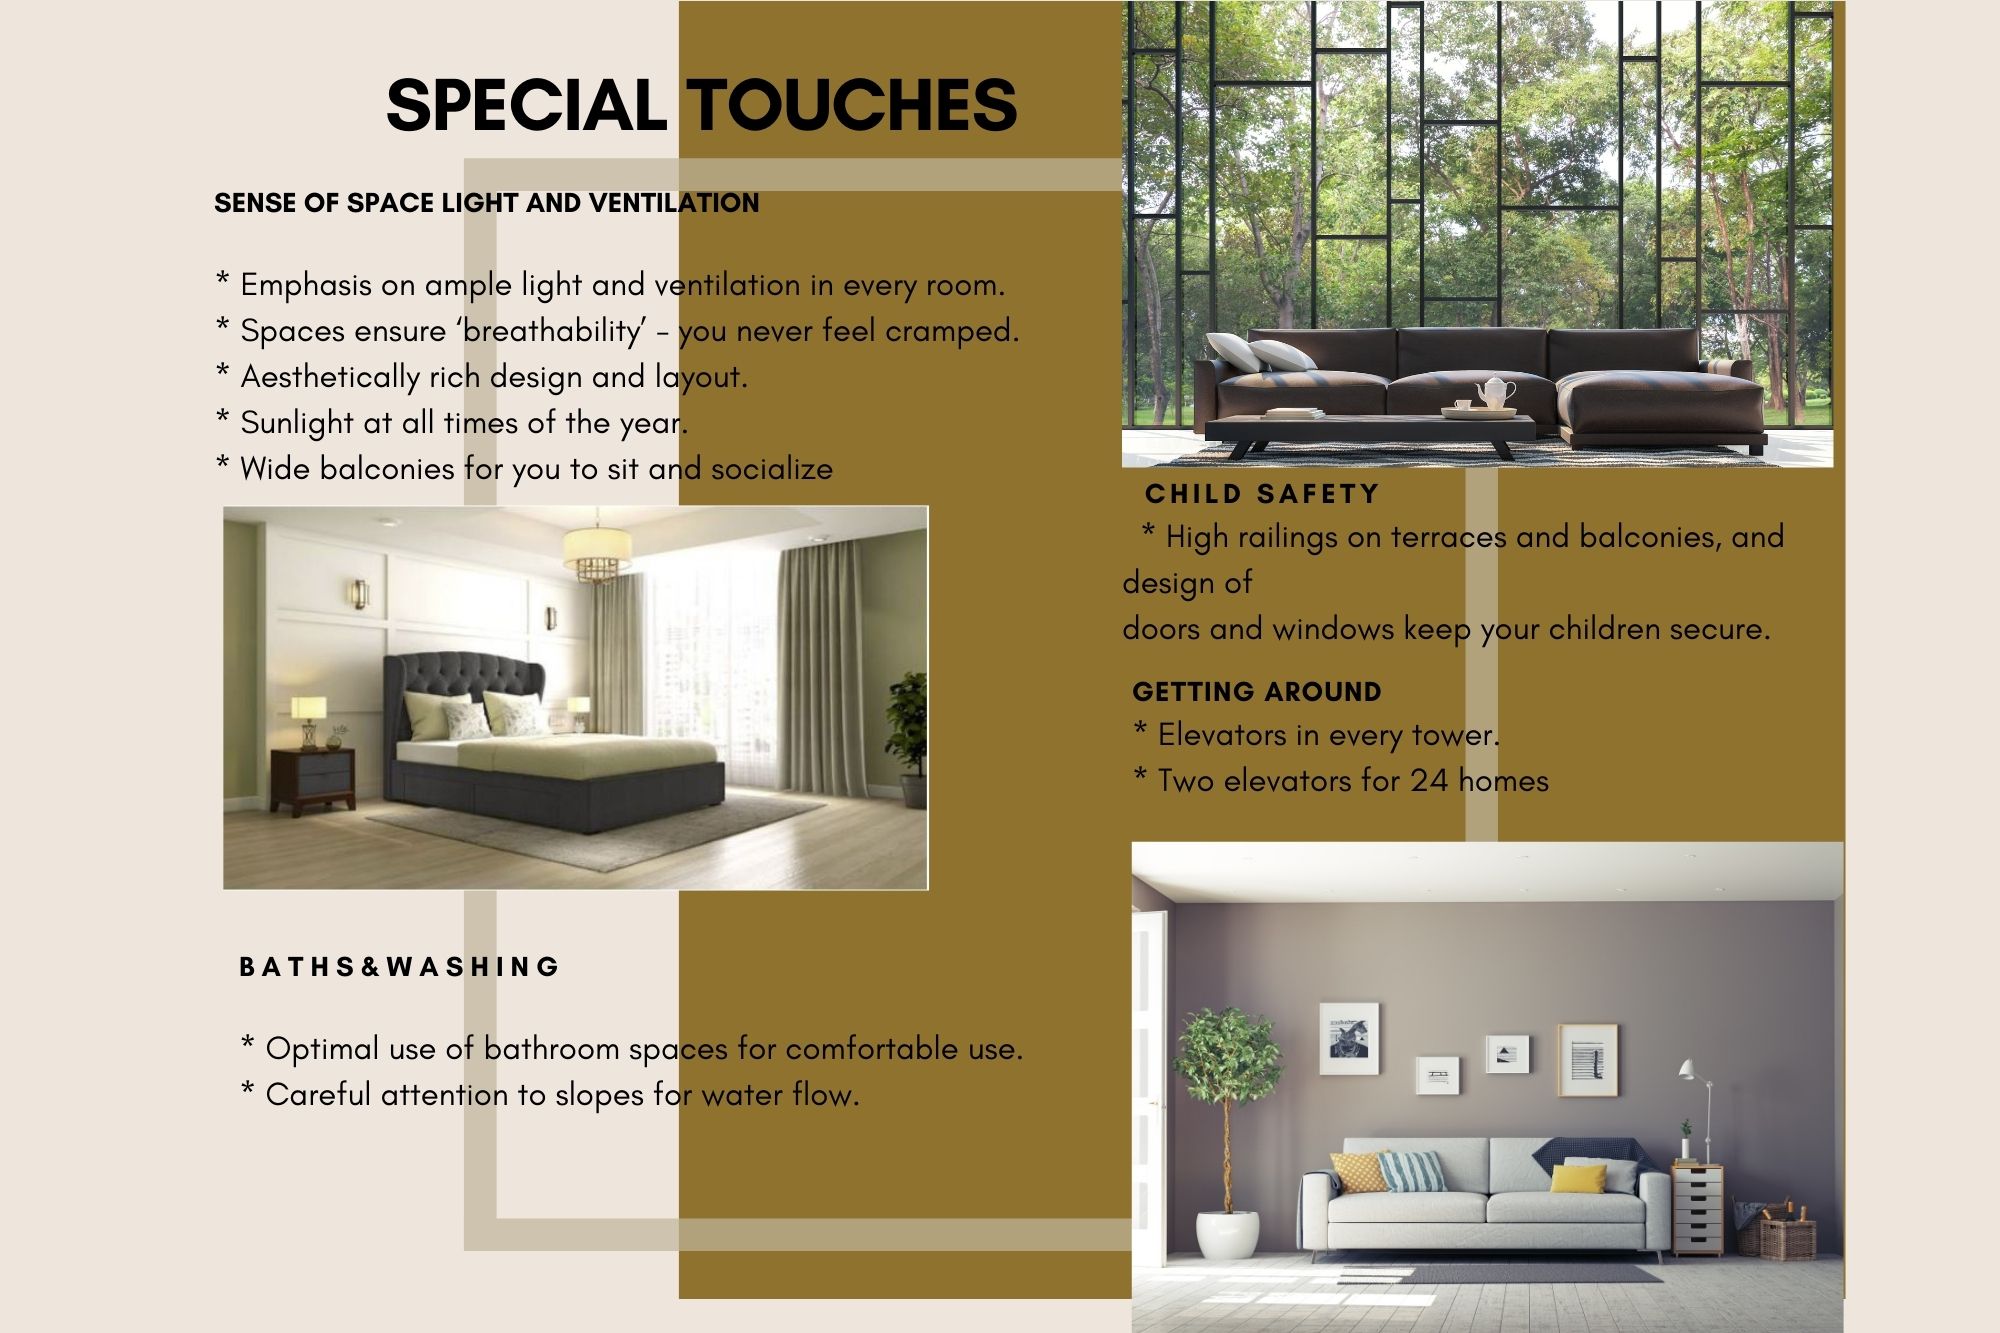 SPECIAL TOUCHES
SENSE OF SPACE LIGHT AND VENTILATION
* Emphasis on ample light and ventilation in every room.
* Spaces ensure ‘breathability’ - you never feel cramped.
* Aesthetically rich design and layout.
* Sunlight at all times of the year.
* Wide balconies for you to sit and socialize
BATHS&WASHING
* Optimal use of bathroom spaces for comfortable use.
* Careful attention to slopes for water flow.
CHILD SAFETY
* High railings on terraces and balconies, and
design of
doors and windows keep your children secure.
GETTING AROUND
* Elevators in every tower.
* Two elevators for 24 homes